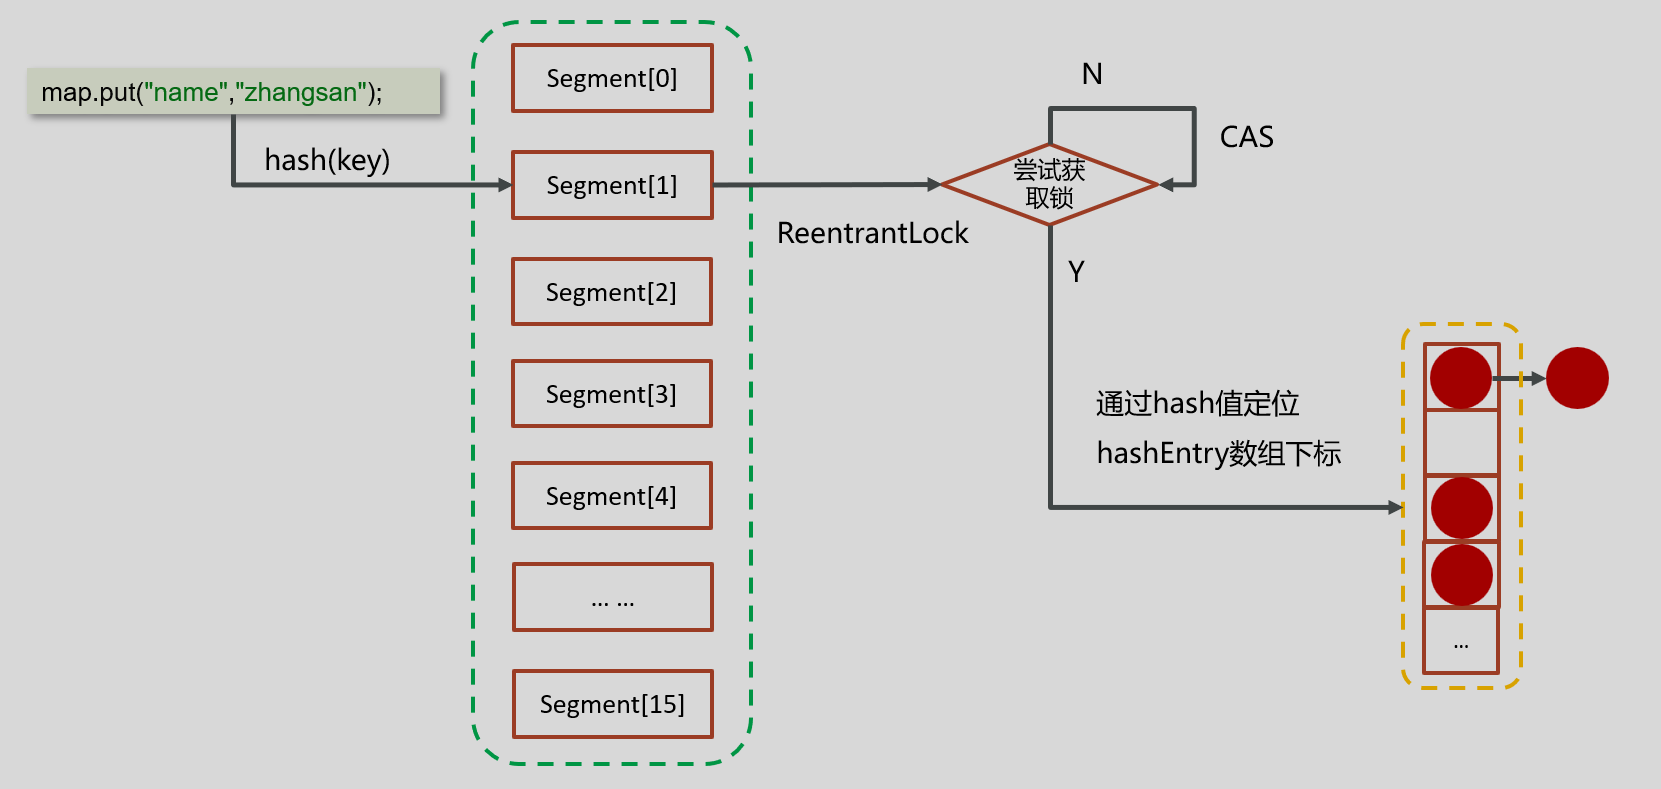 map.put("name","zhangsan");
hash(key)
Segment[0]
Segment[1]
Segment[2]
Segment[3]
Segment[4]
... ...
Segment[15]
ReentrantLock
N
CAS
尝试获
取锁
Y
通过hash值定位
hashEntry数组下标
...